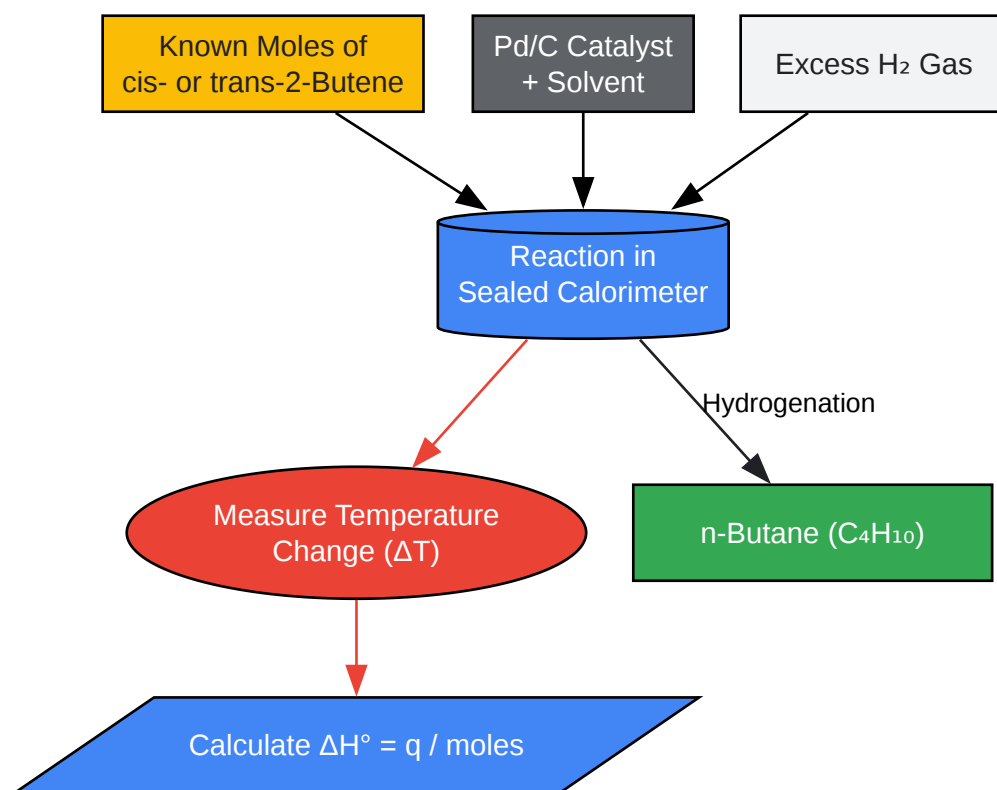 Known Moles of
cis- or trans-2-Butene
Pd/C Catalyst
+ Solvent
Excess H₂ Gas
Reaction in
Sealed Calorimeter
Hydrogenation
Measure Temperature
Change (ΔT)
n-Butane (C₄H₁₀)
Calculate ΔH° = q / moles